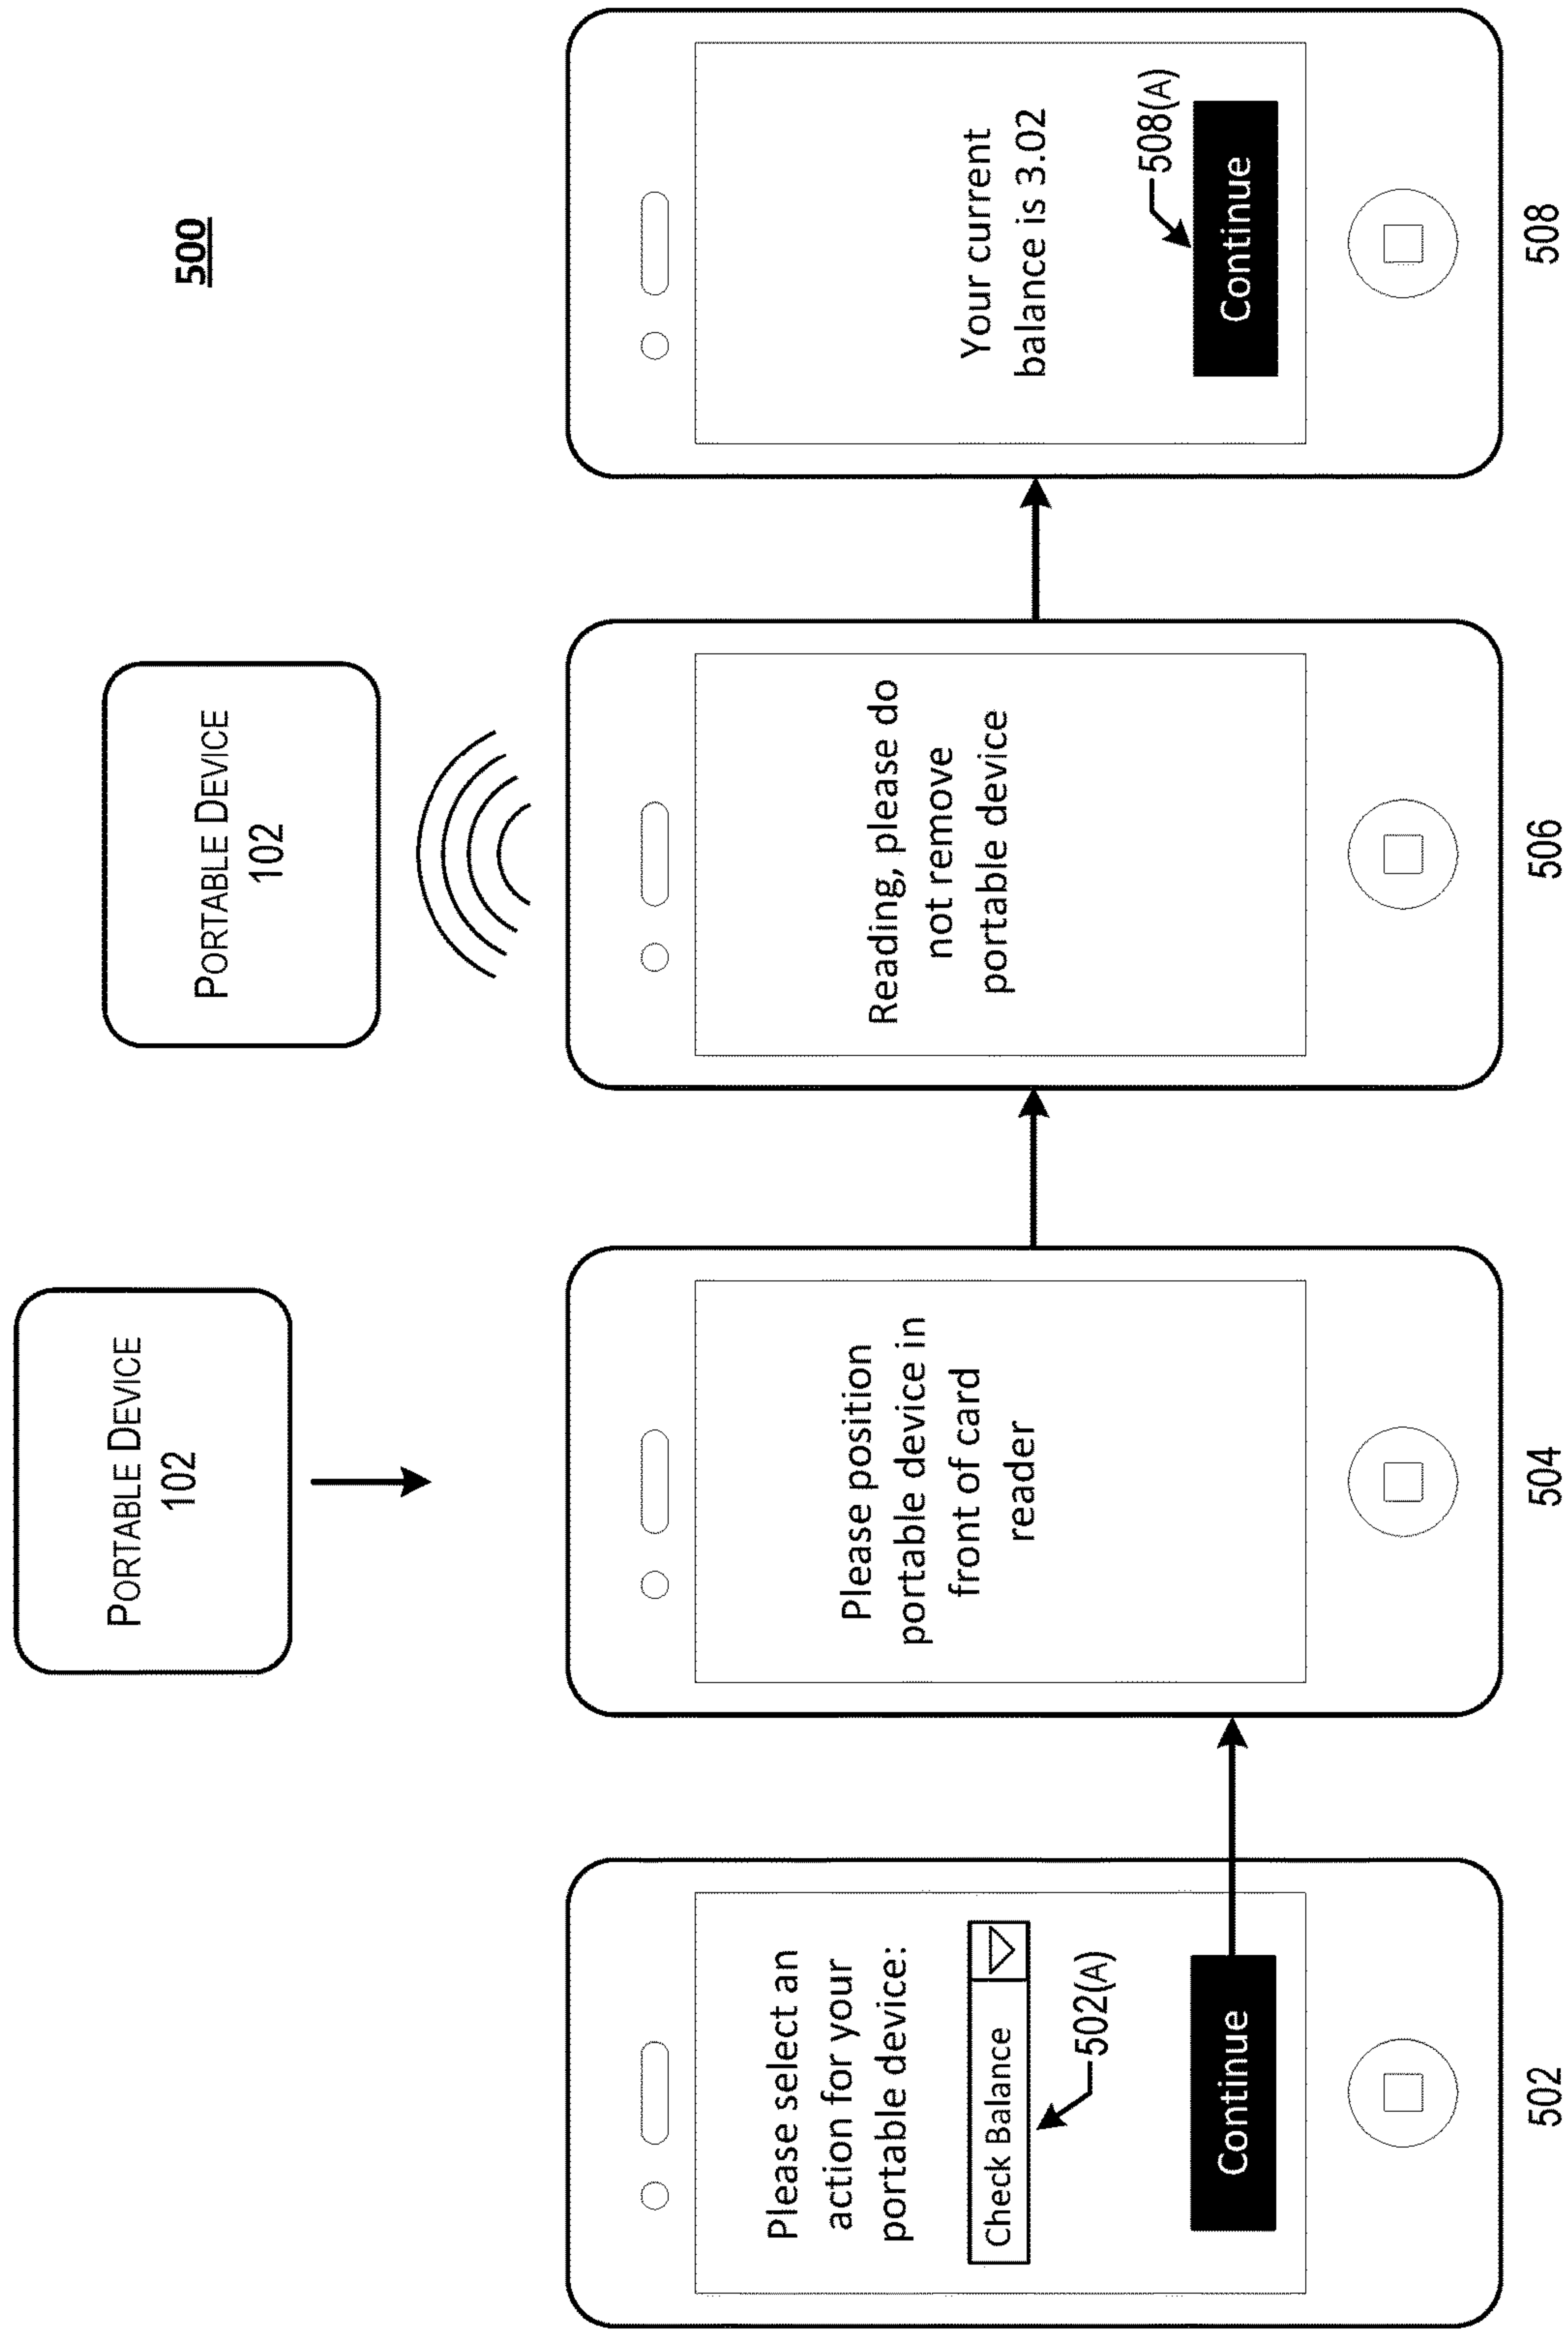 500
PORTABLE DEVICE
102
PORTABLE DEVICE
102
Please select an
action for your
portable device:
Check Balance
502(A)
Continue
502
Please position
portable device in
front of card
reader
504
Reading, please do
not remove
portable device
506
Your current
balance is 3.02
508(A)
Continue
508